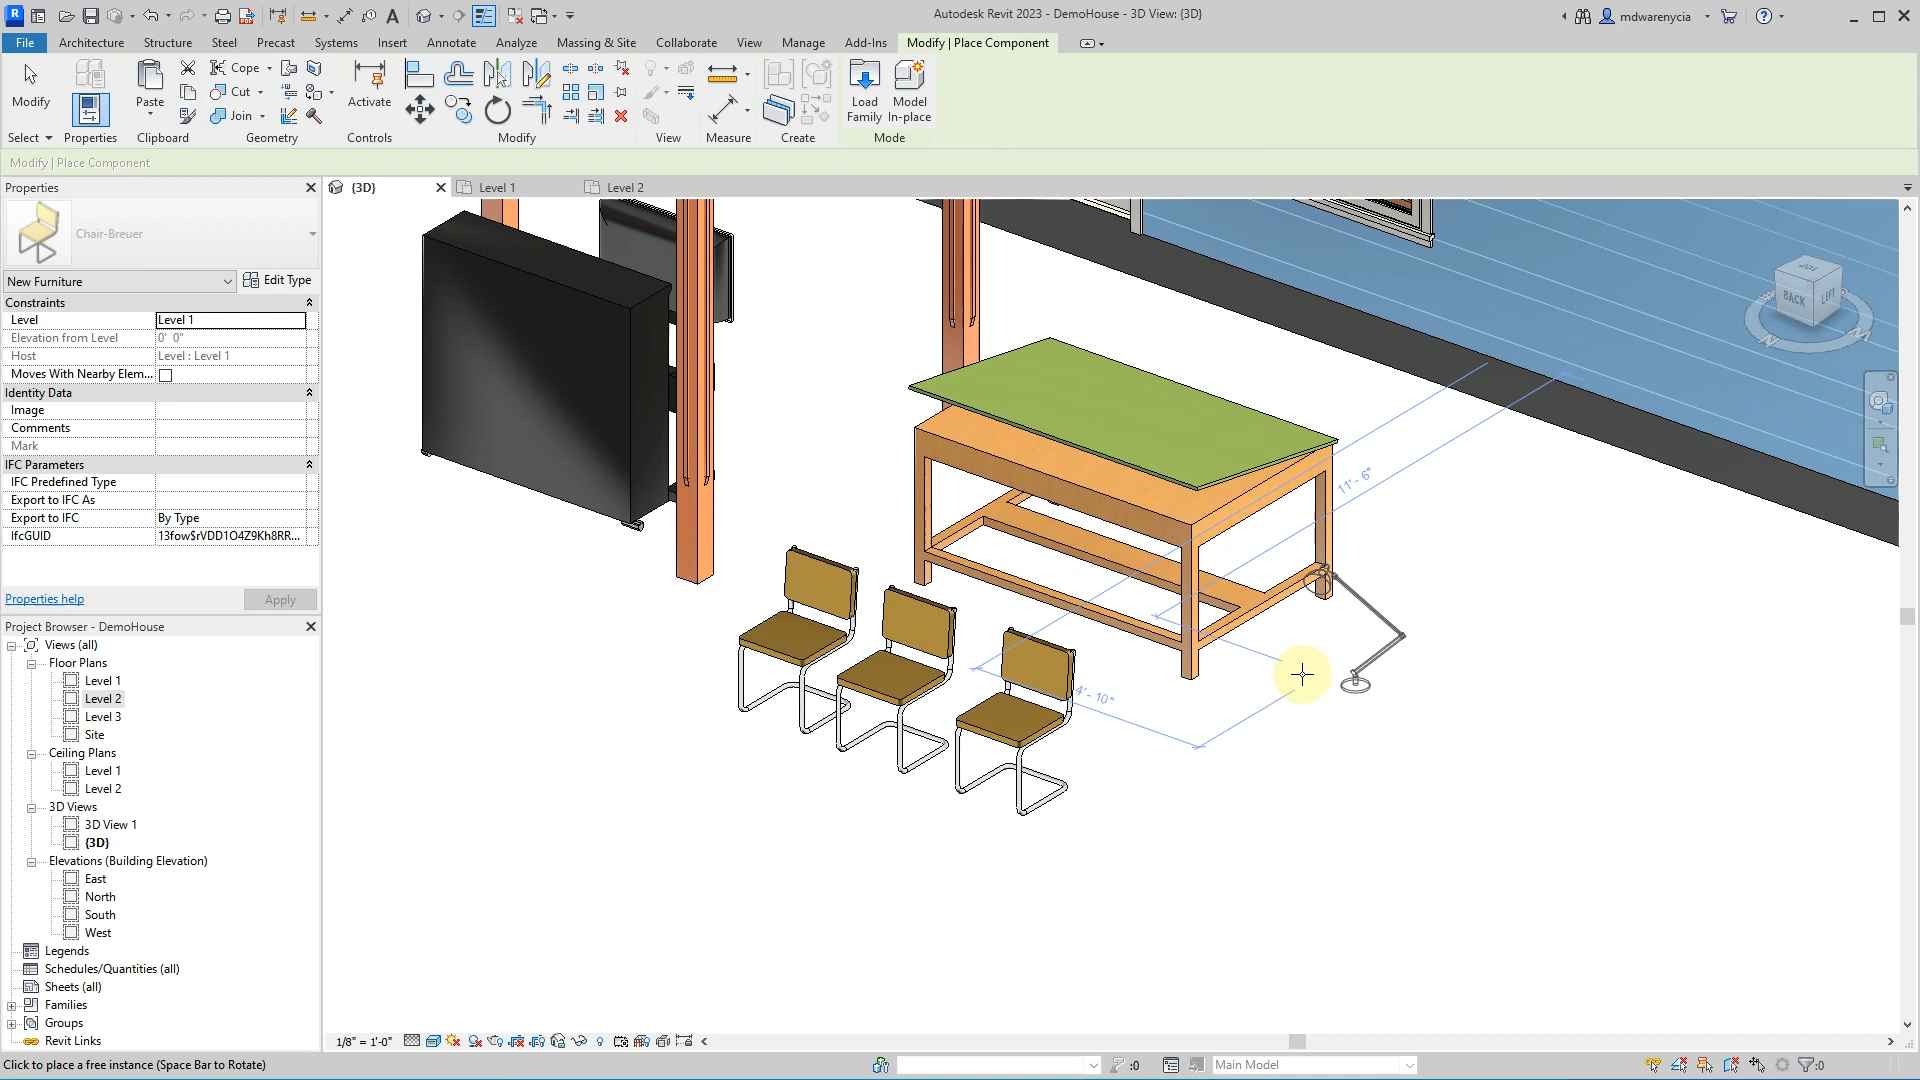 Autodesk Revit 2023 - DemoHouse - 3D View: {3D}
mdwarenycia
File
Architecture
Structure
Steel
Precast
Systems
Insert
Annotate
Analyze
Massing & Site
Collaborate
View
Manage
Add-Ins
Modify | Place Component
Modify
Select
Properties
Paste
Clipboard
Cope
Cut
Join
Geometry
Activate
Controls
Modify
View
Measure
Create
Load
Family
Model
In-place
Mode
Modify | Place Component
Properties
Chair-Breuer
New Furniture
Edit Type
Constraints
Level
Level 1
Elevation from Level
0' 0"
Host
Level : Level 1
Moves With Nearby Elem...
Identity Data
Image
Comments
Mark
IFC Parameters
IFC Predefined Type
Export to IFC As
Export to IFC
By Type
IfcGUID
13fow$rVDD1O4Z9Kh8RR...
Properties help
Apply
Project Browser - DemoHouse
Views (all)
Floor Plans
Level 1
Level 2
Level 3
Site
Ceiling Plans
Level 1
Level 2
3D Views
3D View 1
{3D}
Elevations (Building Elevation)
East
North
South
West
Legends
Schedules/Quantities (all)
Sheets (all)
Families
Groups
Revit Links
{3D}
Level 1
Level 2
TOP
BACK
LEFT
N
11' - 6"
4' - 10"
1/8" = 1'-0"
Click to place a free instance (Space Bar to Rotate)
:0
Main Model
:0